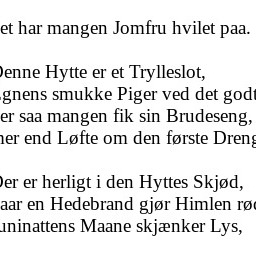 et har mangen Jomfru hvilet paa.
Denne Hytte er et Trylleslot,
gnens smukke Piger ved det godt
er saa mangen fik sin Brudeseng,
mer end Løfte om den første Dreng
Der er herligt i den Hyttes Skjød,
aar en Hedebrand gjør Himlen rød
uninattens Maane skjænker Lys,